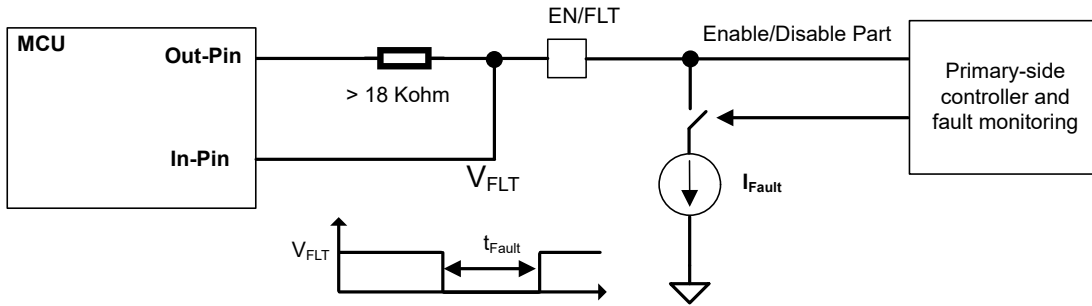 MCU
Out-Pin
> 18 Kohm
In-Pin
VFLT
EN/FLT
Enable/Disable Part
IFault
Primary-side
controller and
fault monitoring
VFLT
tFault